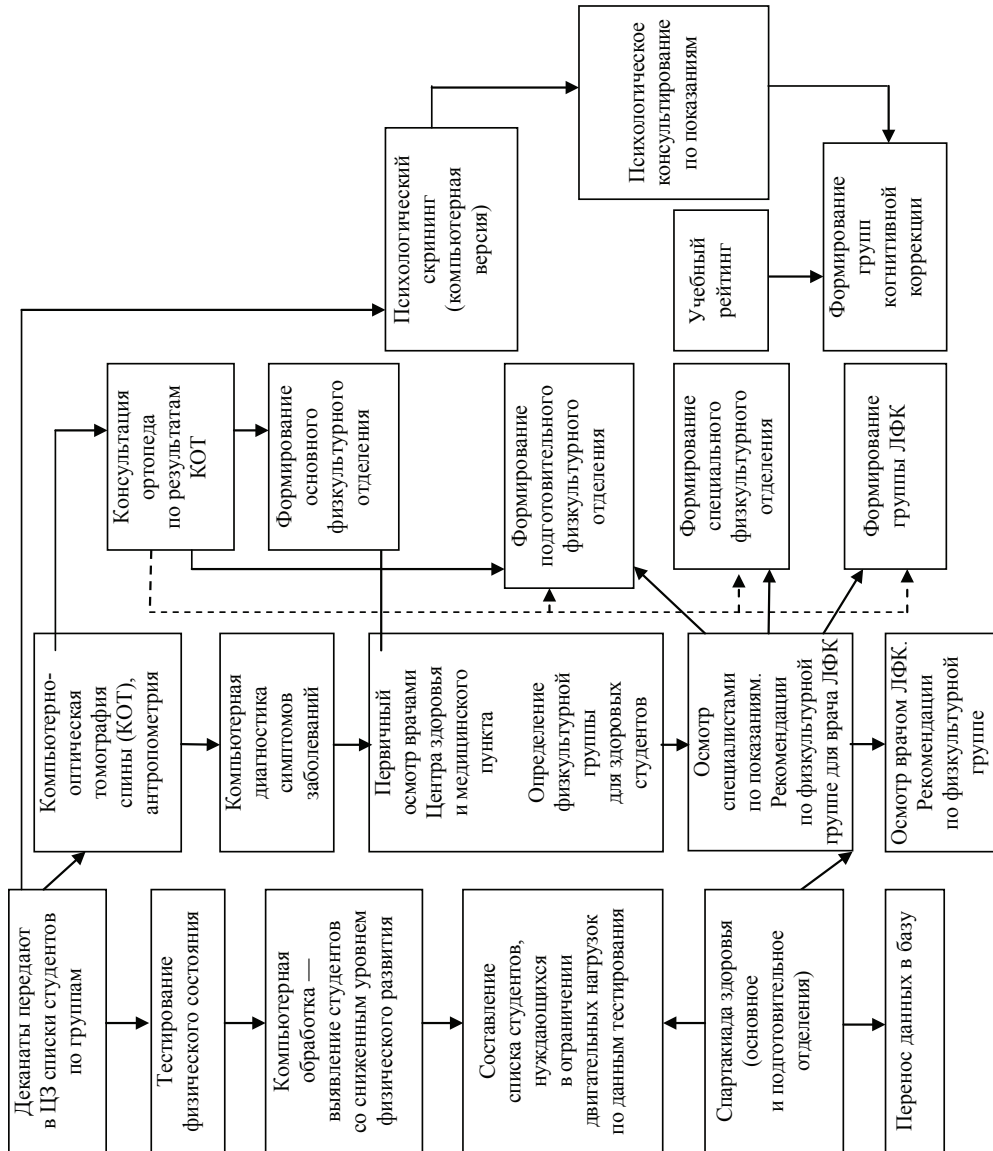 Деканаты передают
в ЦЗ списки студентов
по группам
Тестирование
физического состояния
Компьютерная
обработка —
выявление студентов
со сниженным уровнем
физического развития
Составление
списка студентов,
нуждающихся
в ограничении
двигательных нагрузок
по данным тестирования
Спартакиада здоровья
(основное
и подготовительное
отделения)
Перенос данных в базу
Компьютерно-
оптическая
томография
спины (КОТ),
антропометрия
Компьютерная
диагностика
симптомов
заболеваний
Первичный
осмотр врачами
Центра здоровья
и медицинского
пункта
Определение
физкультурной
группы
для здоровых
студентов
Осмотр
специалистами
по показаниям.
Рекомендации
по физкультурной
группе для врача ЛФК
Осмотр врачом ЛФК.
Рекомендации
по физкультурной
группе
Консультация
ортопеда
по результатам
КОТ
Формирование
основного
физкультурного
отделения
Формирование
подготовительного
физкультурного
отделения
Формирование
специального
физкультурного
отделения
Формирование
группы ЛФК
Психологический
скрининг
(компьютерная
версия)
Психологическое
консультирование
по показаниям
Учебный
рейтинг
Формирование
групп
когнитивной
коррекции